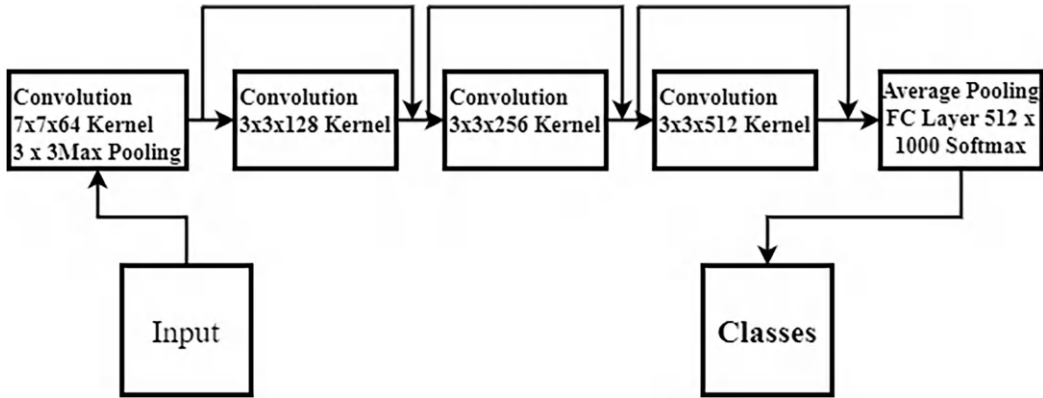 Convolution
7x7x64 Kernel
3 x 3Max Pooling
Convolution
3x3x128 Kernel
Convolution
3x3x256 Kernel
Convolution
3x3x512 Kernel
Average Pooling
FC Layer 512 x
1000 Softmax
Input
Classes